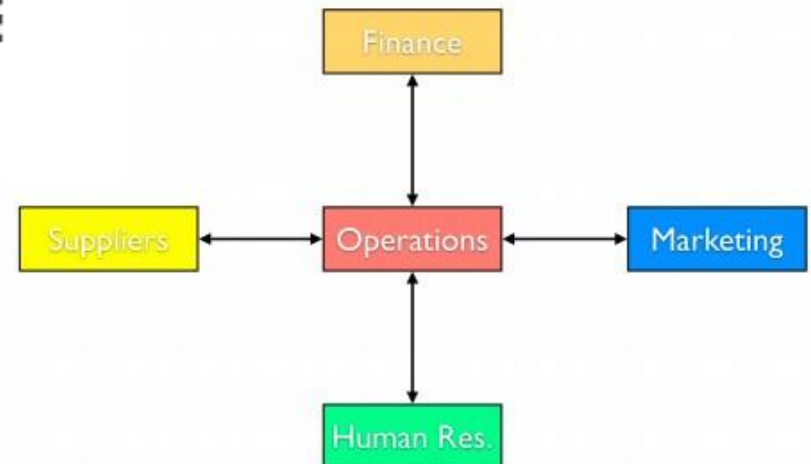 Finance
Suppliers
Operations
Marketing
Human Res.